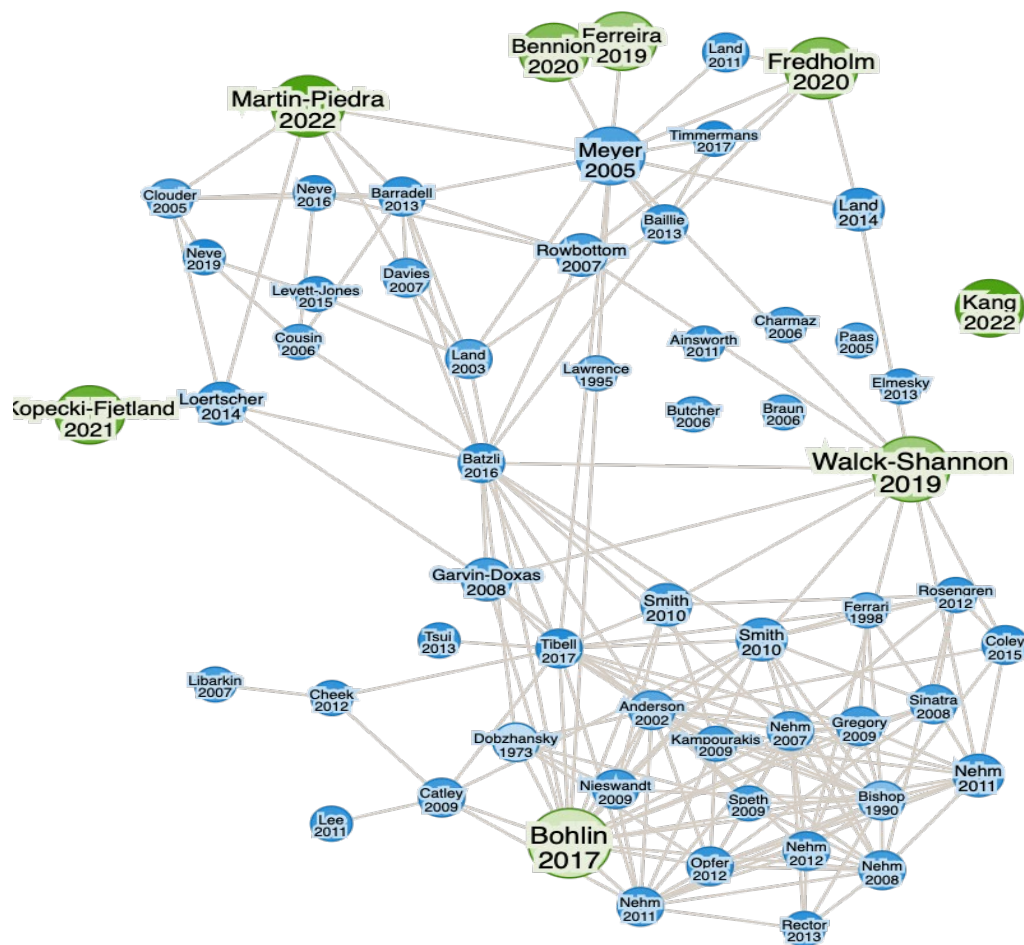 Bennion
2020
Ferreira
2019
Land
2011
Fredholm
2020
Martin-Piedra
2022
Meyer
2005
Timmermans
2017
Clouder
2005
Neve
2016
Barradell
2013
Baillie
2013
Land
2014
Neve
2019
Rowbottom
2007
Davies
2007
Levett-Jones
2015
Kang
2022
Cousin
2006
Land
2003
Ainsworth
2011
Charmaz
2006
Paas
2005
Lawrence
1995
Elmesky
2013
Kopecki-Fjetland
2021
Loertscher
2014
Butcher
2006
Braun
2006
Batzli
2016
Walck-Shannon
2019
Garvin-Doxas
2008
Smith
2010
Ferrari
1998
Rosengren
2012
Tsui
2013
Tibell
2017
Smith
2010
Coley
2015
Libarkin
2007
Cheek
2012
Anderson
2002
Sinatra
2008
Dobzhansky
1973
Kampourakis
2009
Nehm
2007
Gregory
2009
Nehm
2011
Catley
2009
Nieswandt
2009
Speth
2009
Bishop
1990
Lee
2011
Bohlin
2017
Opfer
2012
Nehm
2012
Nehm
2008
Nehm
2011
Rector
2013